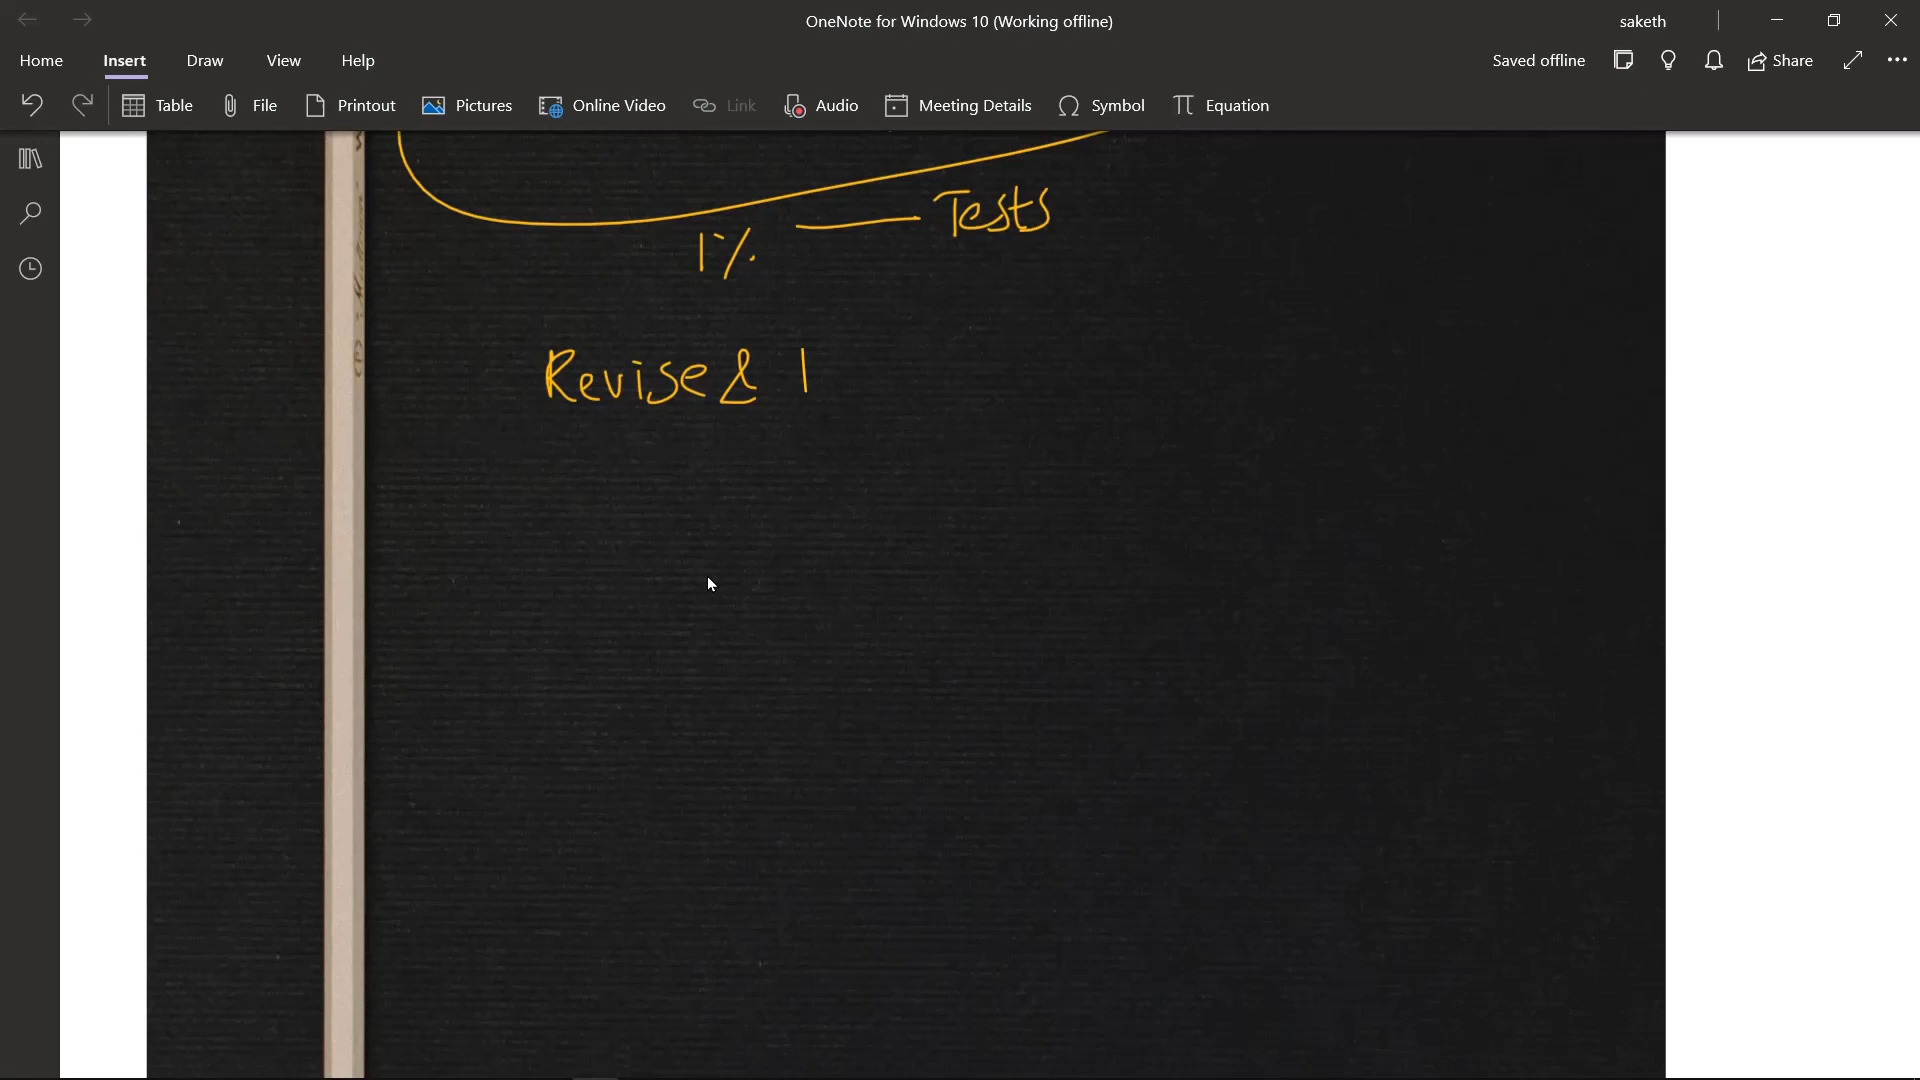 OneNote for Windows 10 (Working offline)
saketh
Home Insert Draw View Help
Saved offline Share
Table File Printout Pictures Online Video Link Audio Meeting Details Symbol Equation
Tests
1%
Revise & |